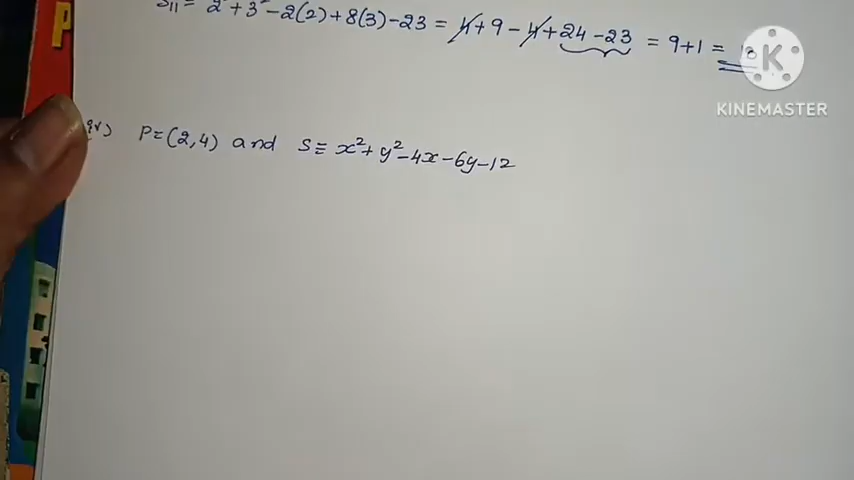 S₁₁ = 2² + 3² - 2(2) + 8(3) - 23 = 4 + 9 - 4 + 24 - 23 = 9+1 =
KINEMASTER
P = (2,4) and S ≡ x² + y² - 4x - 6y - 12